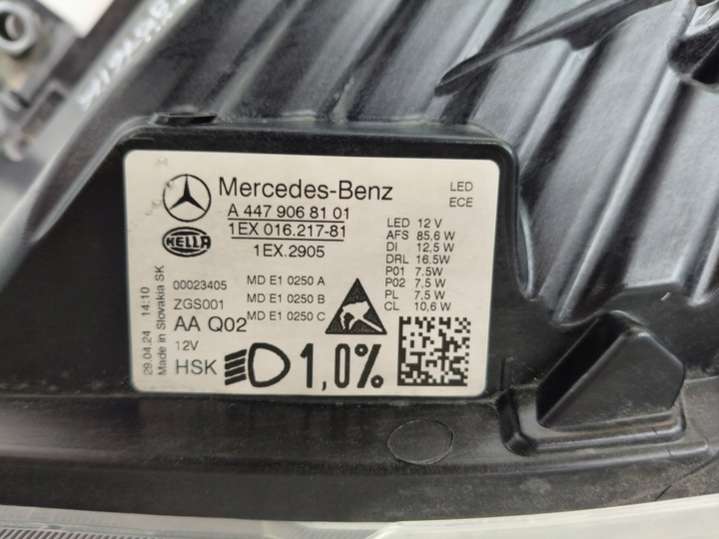 Mercedes-Benz
A 447 906 81 01
1EX 016.217-81
1EX.2905
HELLA
LED
ECE
LED 12 V
AFS 85,6 W
DI 12,5 W
DRL 16.5W
P01 7.5W
P02 7,5 W
PL 7,5 W
CL 10,6 W
00023405
ZGS001
AA Q02
12V
HSK
MD E1 0250 A
MD E1 0250 B
MD E1 0250 C
1,0%
29.04.24 14:10
Made in Slovakia SK